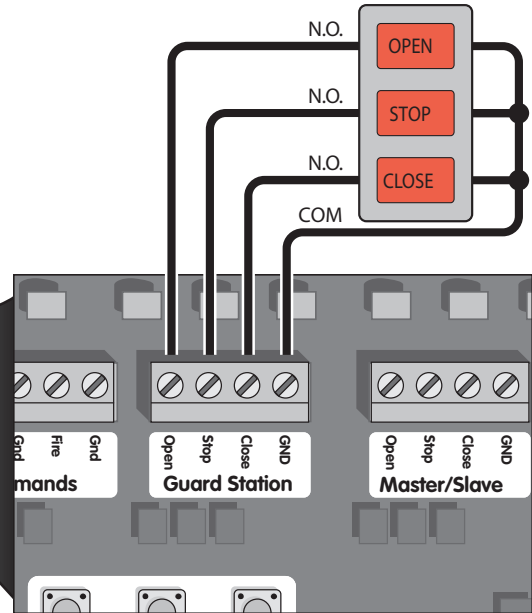 N.O.
OPEN
N.O.
STOP
N.O.
CLOSE
COM
Gnd
Fire
Gnd
mands
Open
Stop
Close
GND
Guard Station
Open
Stop
Close
GND
Master/Slave